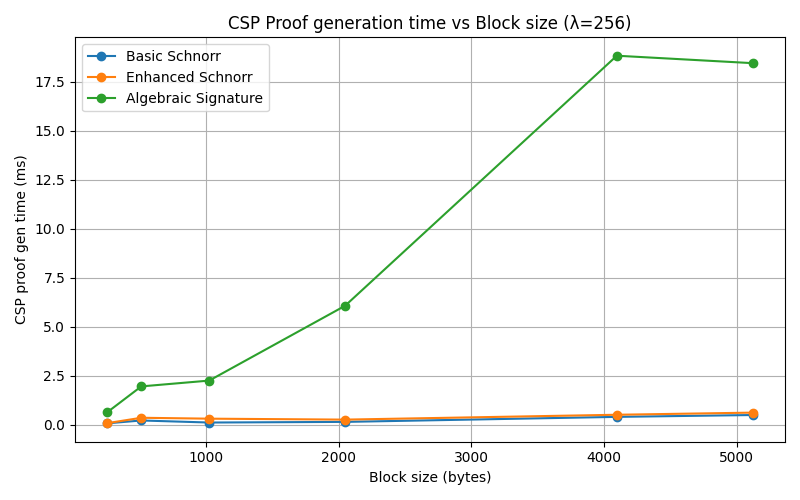 CSP Proof generation time vs Block size (λ=256)
Basic Schnorr
Enhanced Schnorr
Algebraic Signature
CSP proof gen time (ms)
17.5
15.0
12.5
10.0
7.5
5.0
2.5
0.0
1000 2000 3000 4000 5000
Block size (bytes)